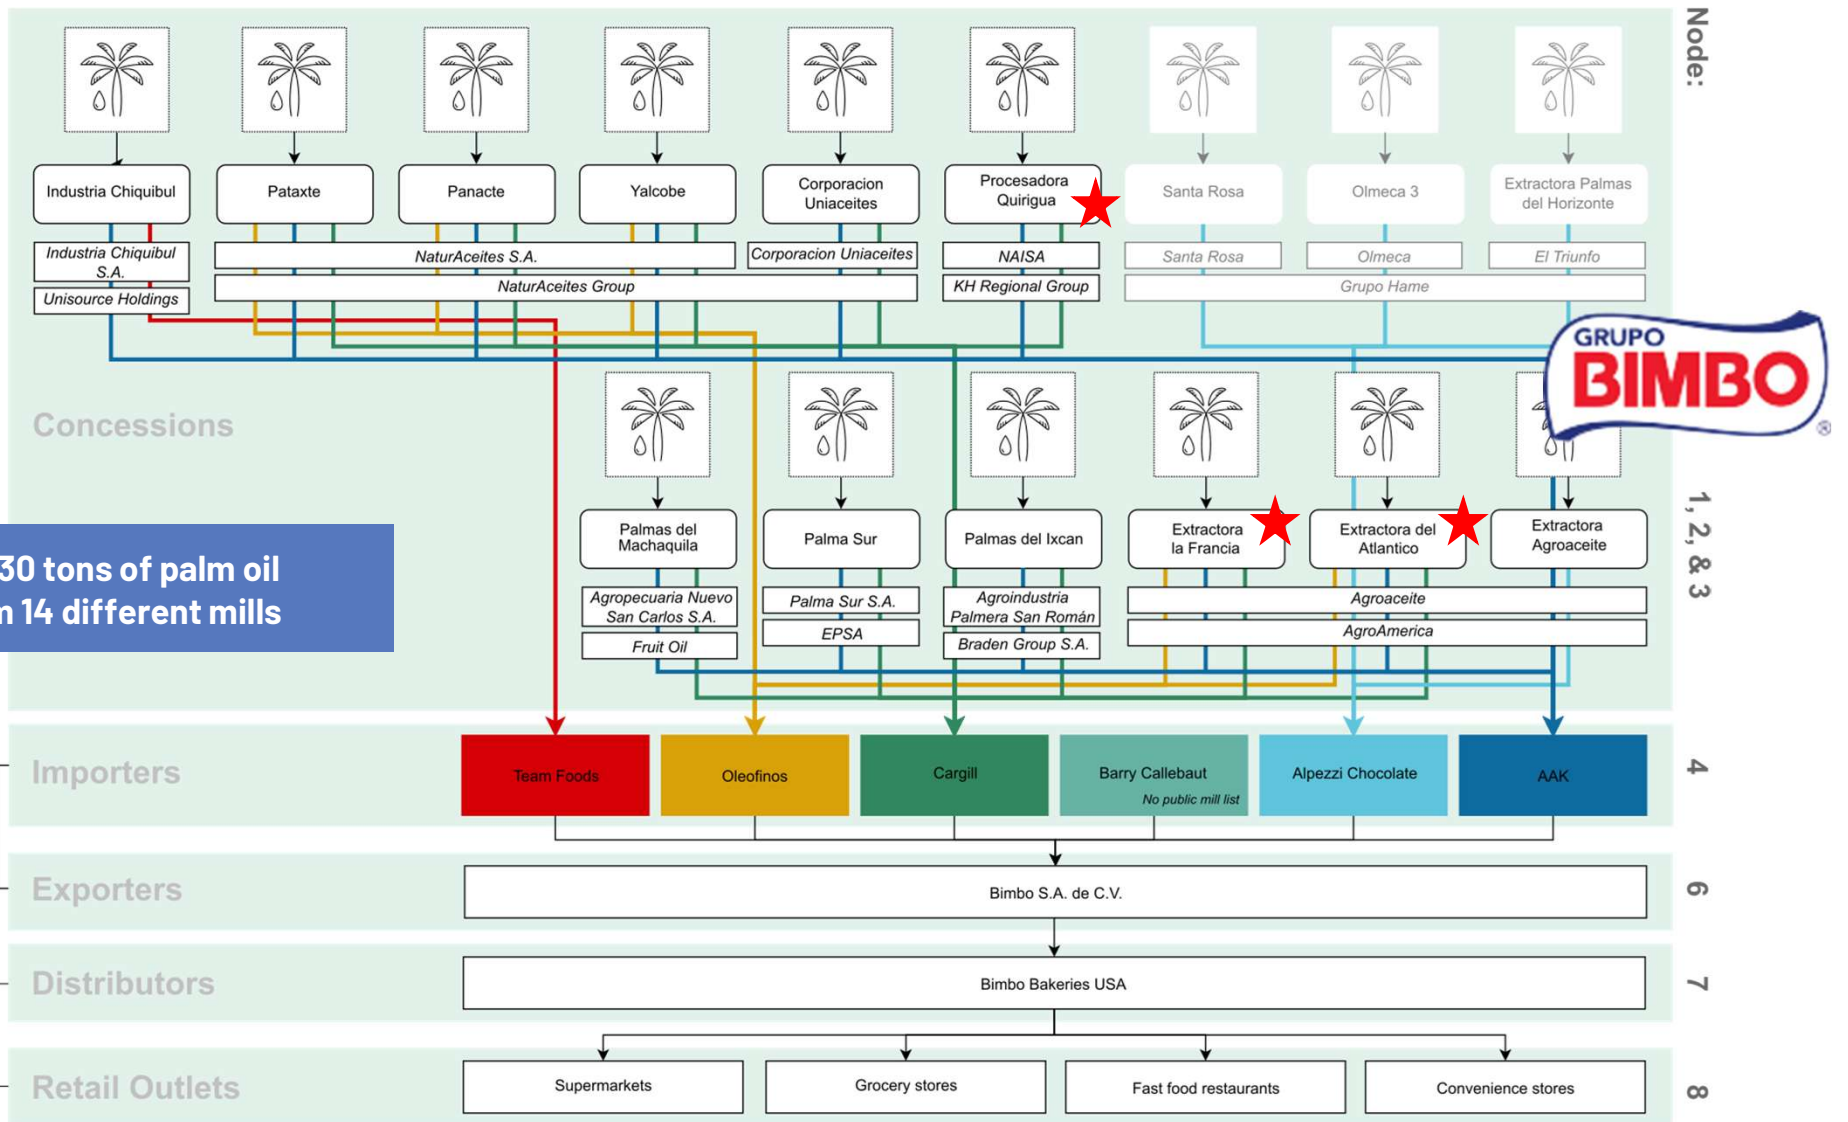 Node:
Industria Chiquibul
Pataxte
Panacte
Yalcobe
Corporacion
Uniaceites
Procesadora
Quirigua
Santa Rosa
Olmeca 3
Extractora Palmas
del Horizonte
Industria Chiquibul
S.A.
NaturAceites S.A.
Corporacion Uniaceites
NAISA
Santa Rosa
Olmeca
El Triunfo
Unisource Holdings
NaturAceites Group
KH Regional Group
Grupo Hame
GRUPO
BIMBO
®
Concessions
1, 2, & 3
Palmas del
Machaquila
Palma Sur
Palmas del Ixcan
Extractora
la Francia
Extractora del
Atlantico
Extractora
Agroaceite
30 tons of palm oil
14 different mills
Agropecuaria Nuevo
San Carlos S.A.
Palma Sur S.A.
Agroindustria
Palmera San Román
Agroaceite
Fruit Oil
EPSA
Braden Group S.A.
AgroAmerica
Importers
Team Foods
Oleofinos
Cargill
Barry Callebaut
No public mill list
Alpezzi Chocolate
AAK
4
Exporters
Bimbo S.A. de C.V.
6
Distributors
Bimbo Bakeries USA
7
Retail Outlets
Supermarkets
Grocery stores
Fast food restaurants
Convenience stores
8